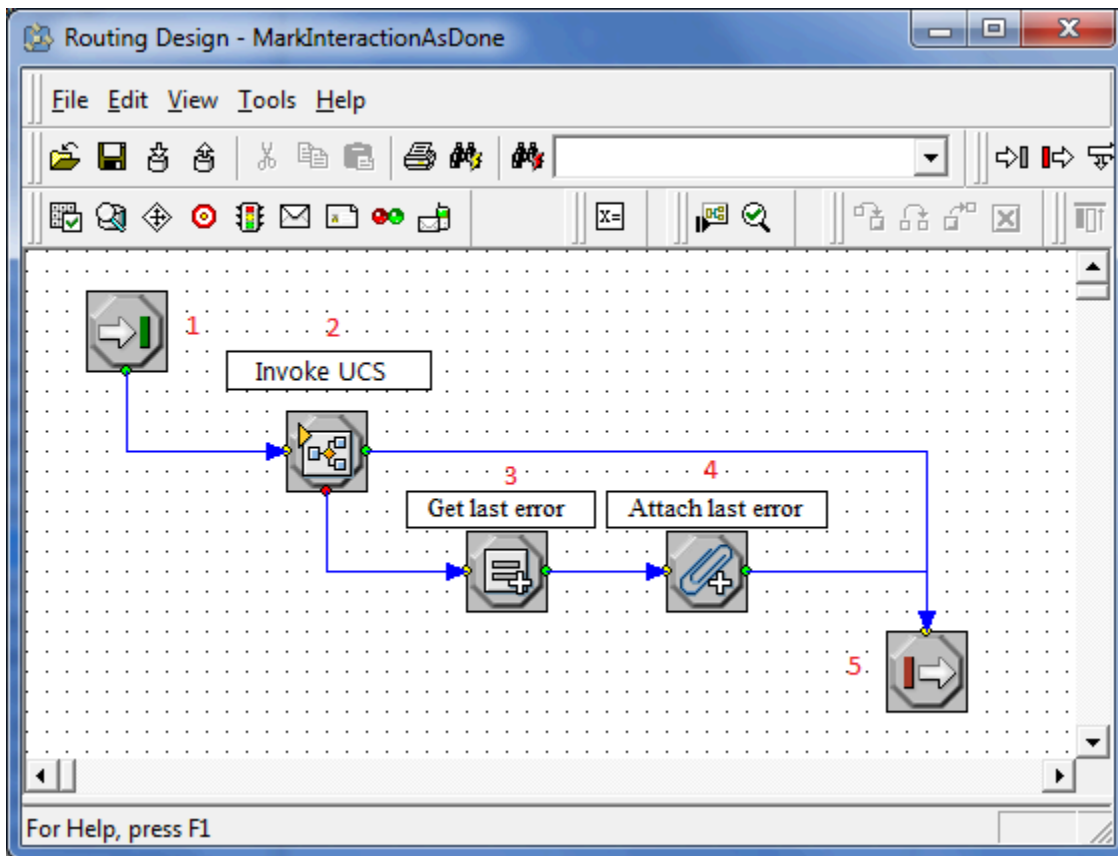 Routing Design - MarkInteractionAsDone
File Edit View Tools Help
X=
1
2
Invoke UCS
3
4
Get last error
Attach last error
5
For Help, press F1